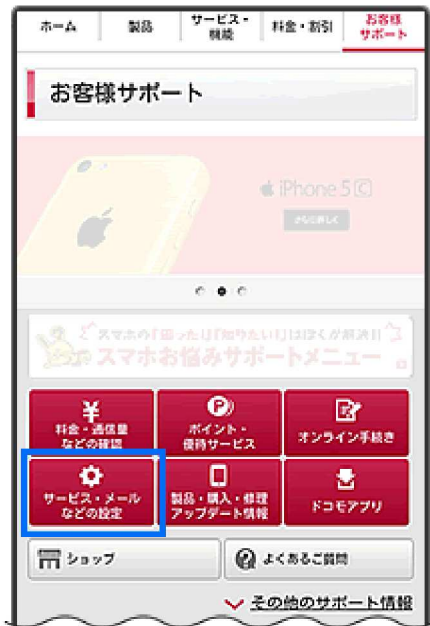 ホーム
製品
サービス・
機能
料金・割引
お客様
サポート
お客様サポート
iPhone 5c
さらに詳しく
スマホの「困った」「知りたい」はぼくが解決!!
スマホお悩みサポートメニュー
料金・通信量
などの確認
ポイント・
優待サービス
オンライン手続き
サービス・メール
などの設定
製品・購入・修理
アップデート情報
ドコモアプリ
ショップ
よくあるご質問
その他のサポート情報